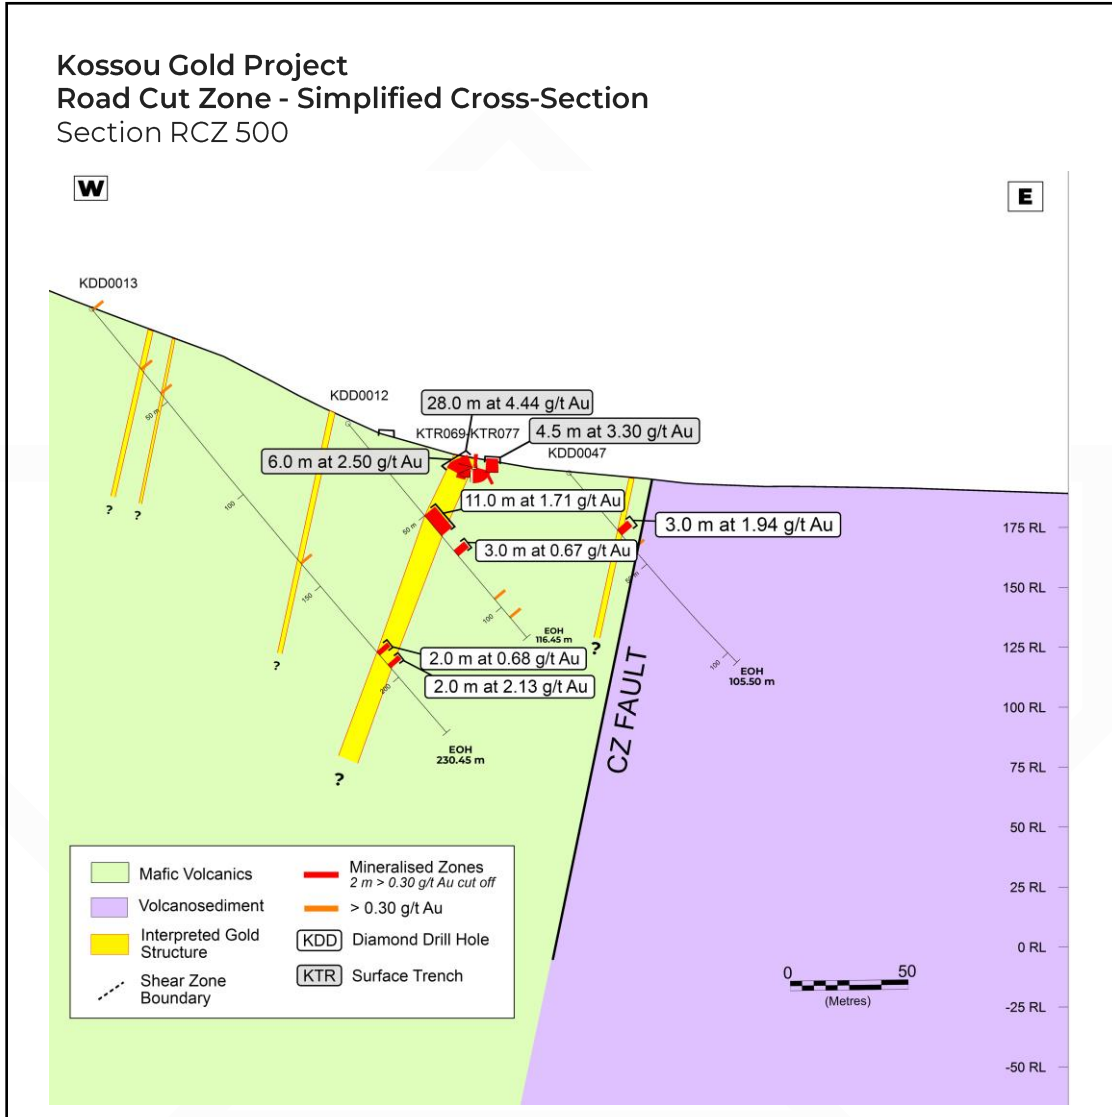 Kossou Gold Project
Road Cut Zone - Simplified Cross-Section
Section RCZ 500
W
E
KDD0013
KDD0012
28.0 m at 4.44 g/t Au
KTR069-KTR077
4.5 m at 3.30 g/t Au
KDD0047
6.0 m at 2.50 g/t Au
11.0 m at 1.71 g/t Au
3.0 m at 1.94 g/t Au
3.0 m at 0.67 g/t Au
2.0 m at 0.68 g/t Au
2.0 m at 2.13 g/t Au
50 m
100
150
200
EOH
230.45 m
50 m
100
EOH
116.45 m
50 m
100
EOH
105.50 m
?
?
?
?
?
CZ FAULT
175 RL
150 RL
125 RL
100 RL
75 RL
50 RL
25 RL
0 RL
-25 RL
-50 RL
Mafic Volcanics
Volcanosediment
Interpreted Gold
Structure
Shear Zone
Boundary
Mineralised Zones
2 m > 0.30 g/t Au cut off
> 0.30 g/t Au
KDD Diamond Drill Hole
KTR Surface Trench
0 50
(Metres)